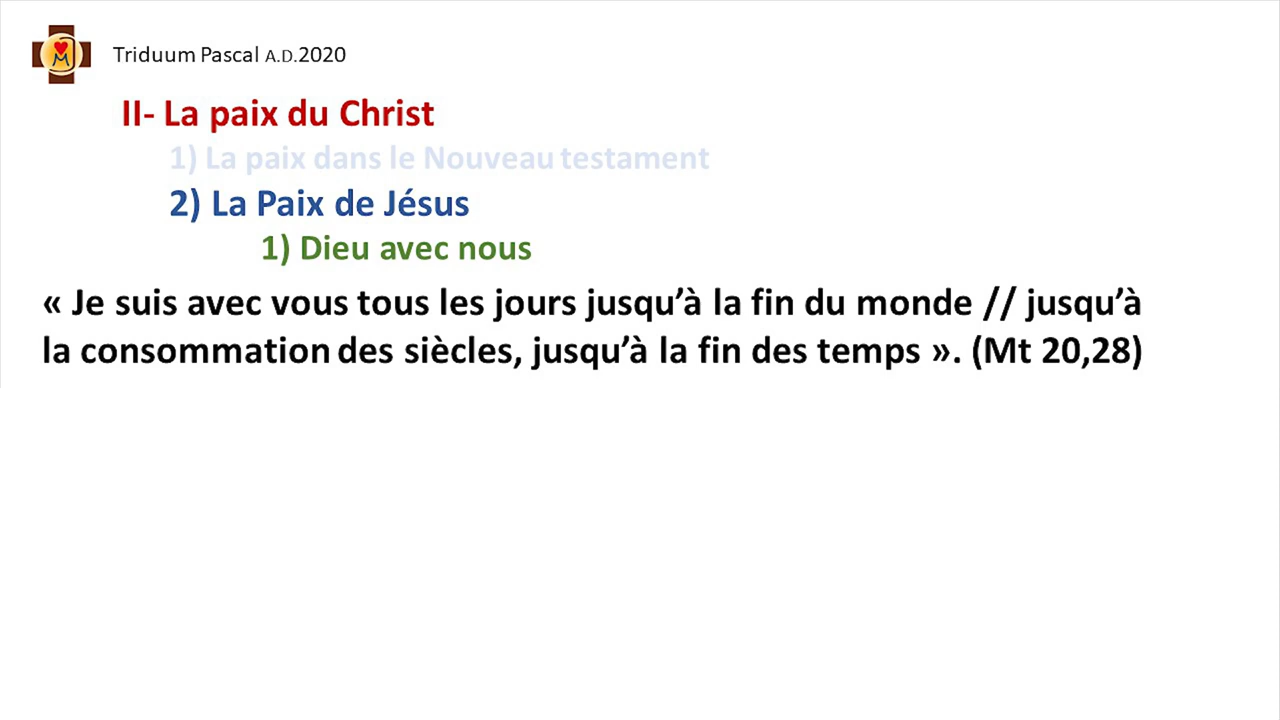 Triduum Pascal A.D.2020
II- La paix du Christ
1) La paix dans le Nouveau testament
2) La Paix de Jésus
1) Dieu avec nous
« Je suis avec vous tous les jours jusqu’à la fin du monde // jusqu’à
la consommation des siècles, jusqu’à la fin des temps ». (Mt 20,28)